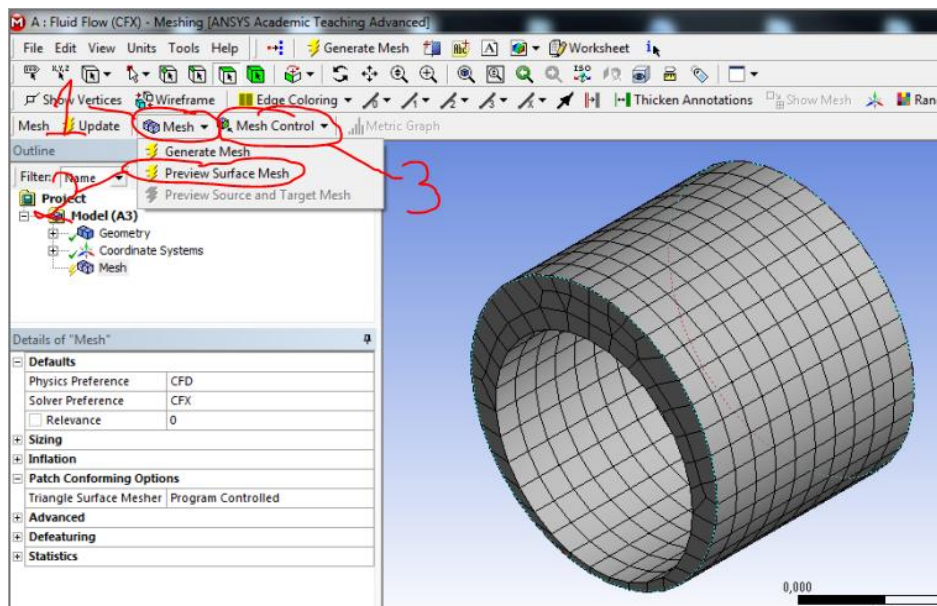 A : Fluid Flow (CFX) - Meshing [ANSYS Academic Teaching Advanced]
File Edit View Units Tools Help Generate Mesh A Worksheet
Show Vertices Wireframe Edge Coloring Thicken Annotations Show Mesh Ran
Mesh Update Mesh Mesh Control Metric Graph
1
Generate Mesh
Preview Surface Mesh
Preview Source and Target Mesh
2
3
Outline
Filter: Name
Project
Model (A3)
Geometry
Coordinate Systems
Mesh
Details of "Mesh"
Defaults
Physics Preference CFD
Solver Preference CFX
Relevance 0
Sizing
Inflation
Patch Conforming Options
Triangle Surface Mesher Program Controlled
Advanced
Defeaturing
Statistics
0,000